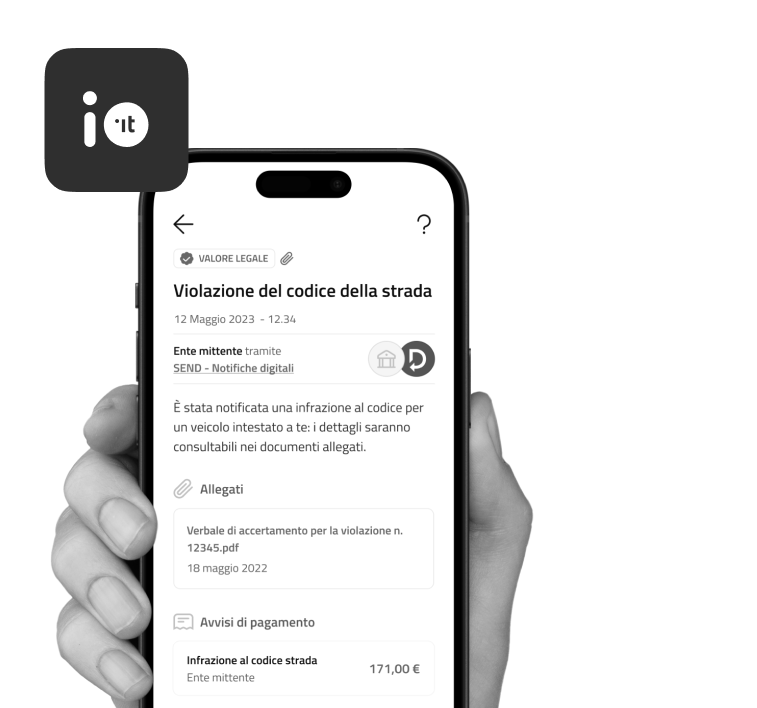 io
it
?
VALORE LEGALE
Violazione del codice della strada
12 Maggio 2023 - 12.34
Ente mittente tramite
SEND - Notifiche digitali
È stata notificata una infrazione al codice per
un veicolo intestato a te: i dettagli saranno
consultabili nei documenti allegati.
Allegati
Verbale di accertamento per la violazione n.
12345.pdf
18 maggio 2022
Avvisi di pagamento
Infrazione al codice strada
Ente mittente
171,00 €